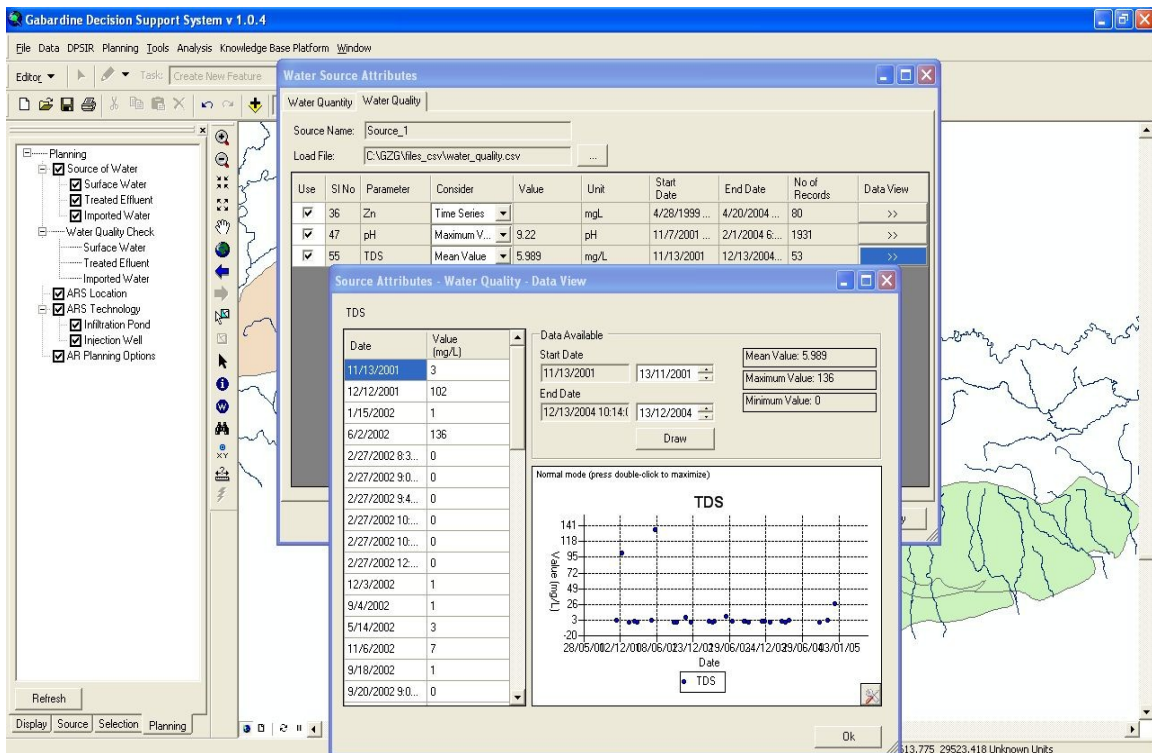 Gabardine Decision Support System v 1.0.4
File Data DPSIR Planning Tools Analysis Knowledge Base Platform Window
Editor Task: Create New Feature
Planning
Source of Water
Surface Water
Treated Effluent
Imported Water
Water Quality Check
Surface Water
Treated Effluent
Imported Water
ARS Location
ARS Technology
Infiltration Pond
Injection Well
AR Planning Options
Refresh
Display Source Selection Planning
Water Source Attributes
Water Quantity Water Quality
Source Name: Source_1
Load File: C:\GZG\files_csv\water_quality.csv ...
Use Sl No Parameter Consider Value Unit Start Date End Date No of Records Data View
36 Zn Time Series mgL 4/28/1999 ... 4/20/2004 ... 80 >>
47 pH Maximum V... 9.22 pH 11/7/2001 ... 2/1/2004 6:... 1931 >>
55 TDS Mean Value 5.989 mg/L 11/13/2001 12/13/2004... 53 >>
Source Attributes - Water Quality - Data View
TDS
Date Value (mg/L)
11/13/2001 3
12/12/2001 102
1/15/2002 1
6/2/2002 136
2/27/2002 8:3... 0
2/27/2002 9:0... 0
2/27/2002 9:4... 0
2/27/2002 10:... 0
2/27/2002 10:... 0
2/27/2002 12:... 0
12/3/2002 1
9/4/2002 1
5/14/2002 3
11/6/2002 7
9/18/2002 1
9/20/2002 9:0... 0
Data Available
Start Date
11/13/2001 13/11/2001
End Date
12/13/2004 10:14:( 13/12/2004
Draw
Mean Value: 5.989
Maximum Value: 136
Minimum Value: 0
Normal mode (press double-click to maximize)
TDS
Value (mg/L)
141
118
95
72
49
26
3
-20
Date
TDS
Ok
29523.418 Unknown Units